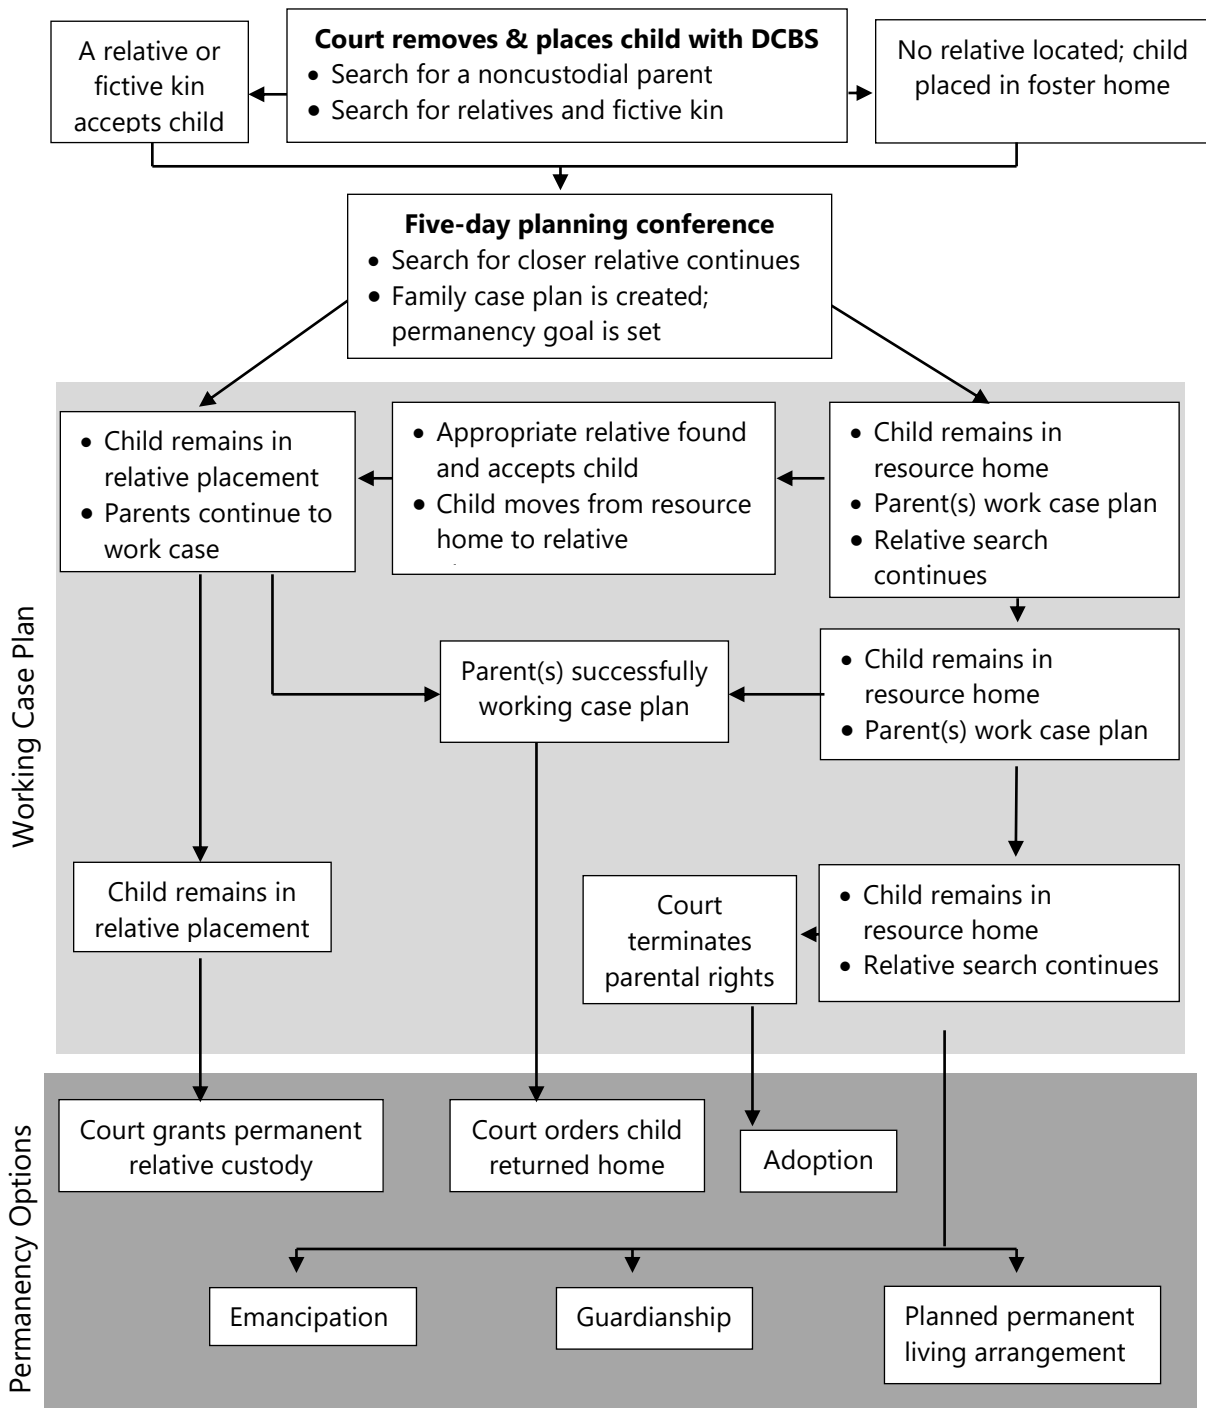 A relative or
fictive kin
accepts child
Court removes & places child with DCBS
• Search for a noncustodial parent
• Search for relatives and fictive kin
No relative located; child
placed in foster home
Five-day planning conference
• Search for closer relative continues
• Family case plan is created;
permanency goal is set
Working Case Plan
• Child remains in
relative placement
• Parents continue to
work case
• Appropriate relative found
and accepts child
• Child moves from resource
home to relative
• Child remains in
resource home
• Parent(s) work case plan
• Relative search
continues
Parent(s) successfully
working case plan
• Child remains in
resource home
• Parent(s) work case plan
Child remains in
relative placement
Court
terminates
parental rights
• Child remains in
resource home
• Relative search continues
Permanency Options
Court grants permanent
relative custody
Court orders child
returned home
Adoption
Emancipation
Guardianship
Planned permanent
living arrangement